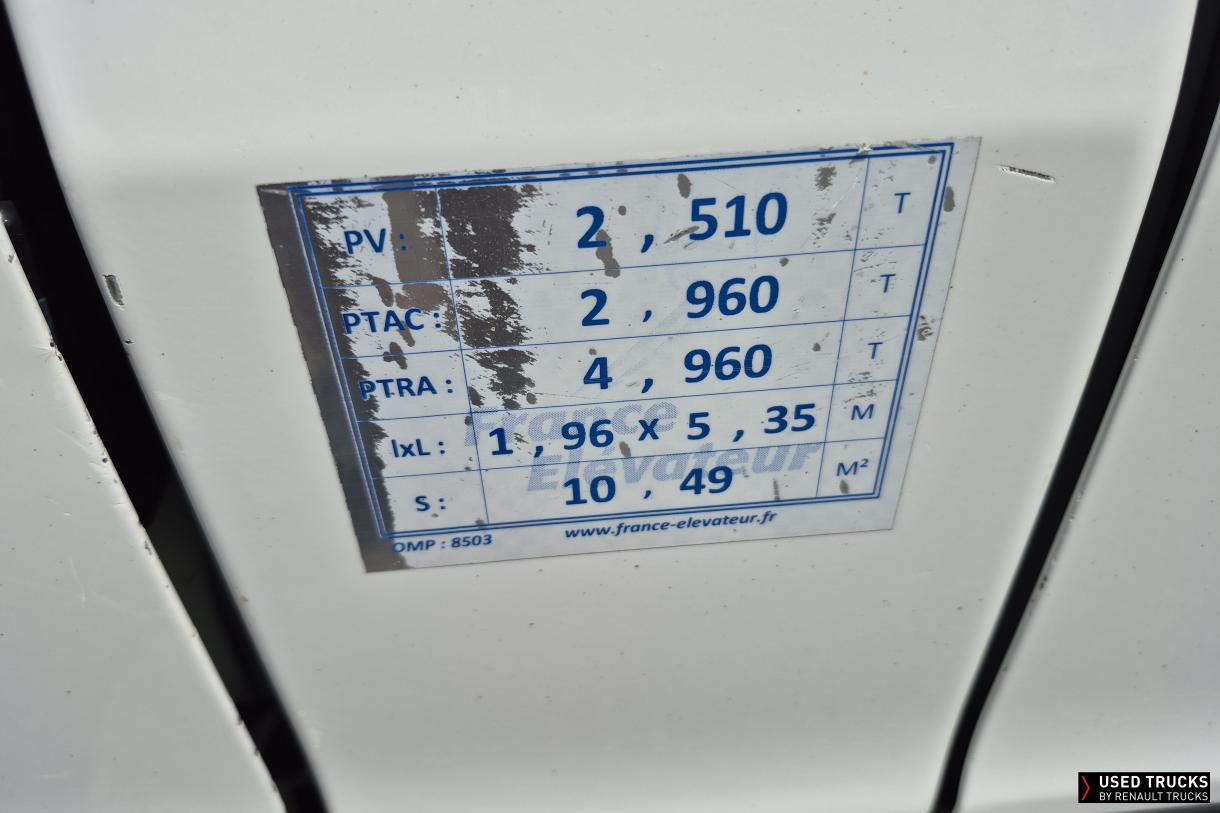 PV : 2 , 510 T
PTAC : 2 , 960 T
PTRA : 4 , 960 T
lxL : 1 , 96 x 5 , 35 M
S : 10 , 49 M²
France
Elévateur
OMP : 8503 www.france-elevateur.fr
USED TRUCKS
BY RENAULT TRUCKS